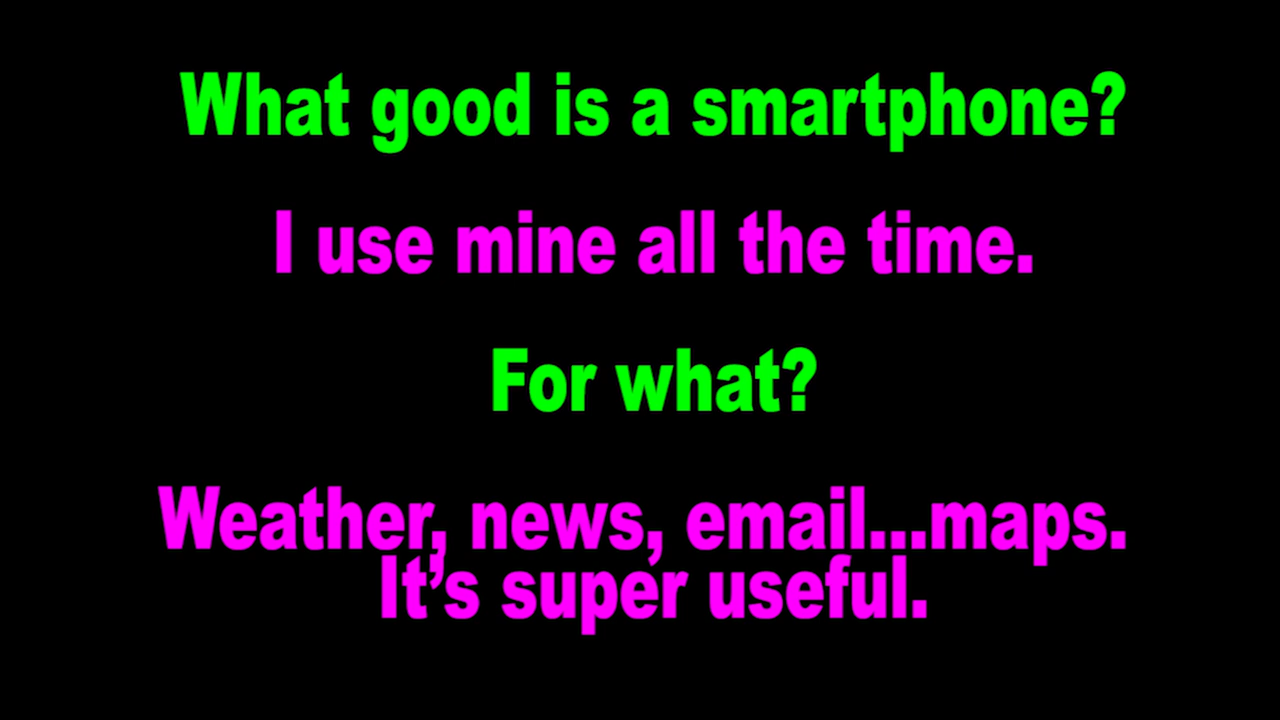 What good is a smartphone?
I use mine all the time.
For what?
Weather, news, email...maps.
It’s super useful.